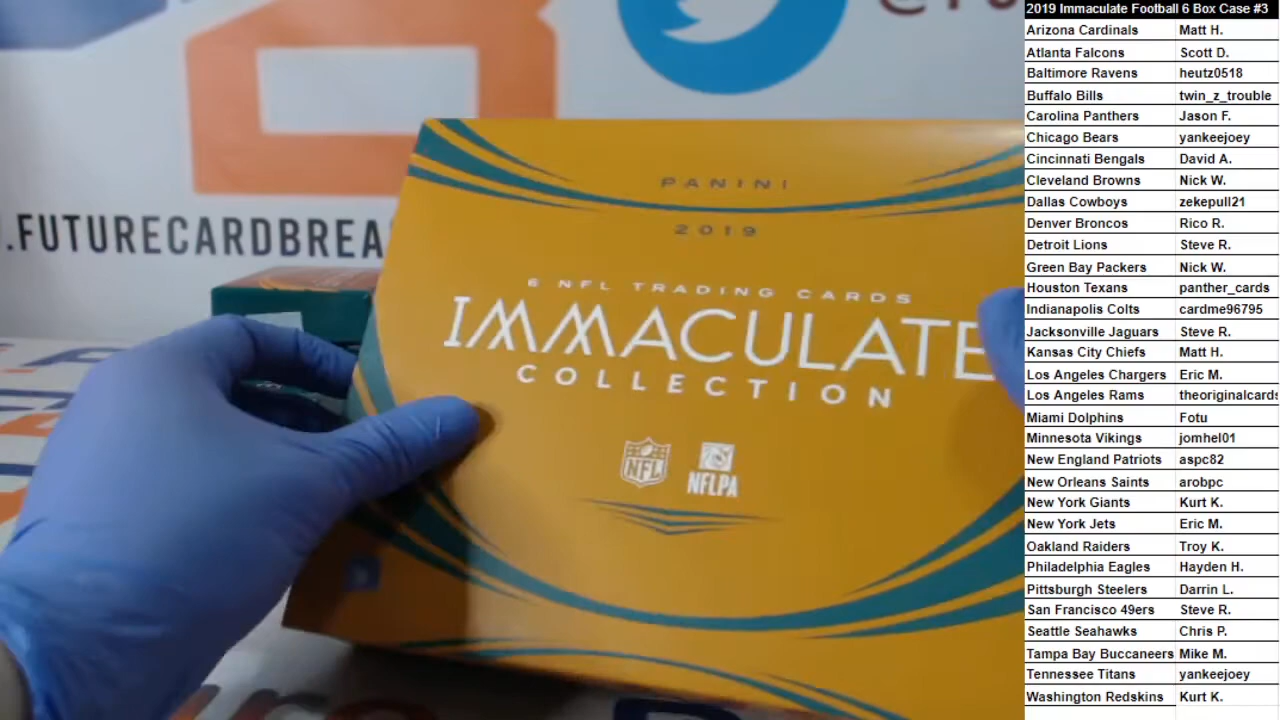 .FUTURECARDBREA
PANINI
2019
6 NFL TRADING CARDS
IMMACULATE
COLLECTION
NFL
NFLPA
2019 Immaculate Football 6 Box Case #3
Arizona Cardinals Matt H.
Atlanta Falcons Scott D.
Baltimore Ravens heutz0518
Buffalo Bills twin_z_trouble
Carolina Panthers Jason F.
Chicago Bears yankeejoey
Cincinnati Bengals David A.
Cleveland Browns Nick W.
Dallas Cowboys zekepull21
Denver Broncos Rico R.
Detroit Lions Steve R.
Green Bay Packers Nick W.
Houston Texans panther_cards
Indianapolis Colts cardme96795
Jacksonville Jaguars Steve R.
Kansas City Chiefs Matt H.
Los Angeles Chargers Eric M.
Los Angeles Rams theoriginalcards
Miami Dolphins Fotu
Minnesota Vikings jomhel01
New England Patriots aspc82
New Orleans Saints arobpc
New York Giants Kurt K.
New York Jets Eric M.
Oakland Raiders Troy K.
Philadelphia Eagles Hayden H.
Pittsburgh Steelers Darrin L.
San Francisco 49ers Steve R.
Seattle Seahawks Chris P.
Tampa Bay Buccaneers Mike M.
Tennessee Titans yankeejoey
Washington Redskins Kurt K.